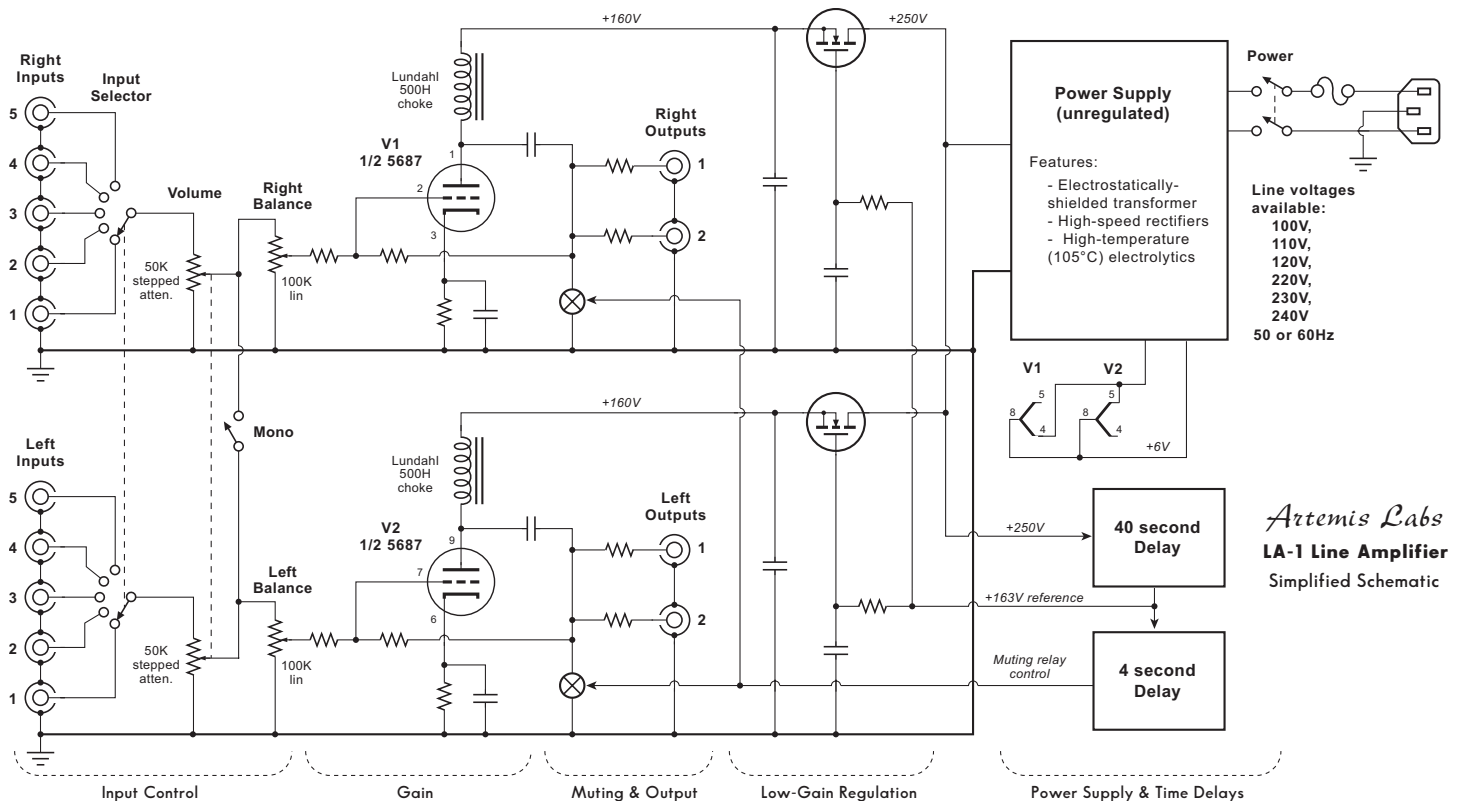 +160V
+250V
Right
Inputs
Input
Selector
5
4
3
2
1
Volume
50K
stepped
atten.
Right
Balance
100K
lin
Lundahl
500H
choke
V1
1/2 5687
1
2
3
Right
Outputs
1
2
Power Supply
(unregulated)
Features:
- Electrostatically-
shielded transformer
- High-speed rectifiers
- High-temperature
(105°C) electrolytics
Power
Line voltages
available:
100V,
110V,
120V,
220V,
230V,
240V
50 or 60Hz
V1
V2
5
8
4
5
8
4
+6V
Mono
+160V
Left
Inputs
5
4
3
2
1
50K
stepped
atten.
Left
Balance
100K
lin
Lundahl
500H
choke
V2
1/2 5687
9
7
6
Left
Outputs
1
2
+250V
40 second
Delay
+163V reference
Muting relay
control
4 second
Delay
Artemis Labs
LA-1 Line Amplifier
Simplified Schematic
Input Control
Gain
Muting & Output
Low-Gain Regulation
Power Supply & Time Delays